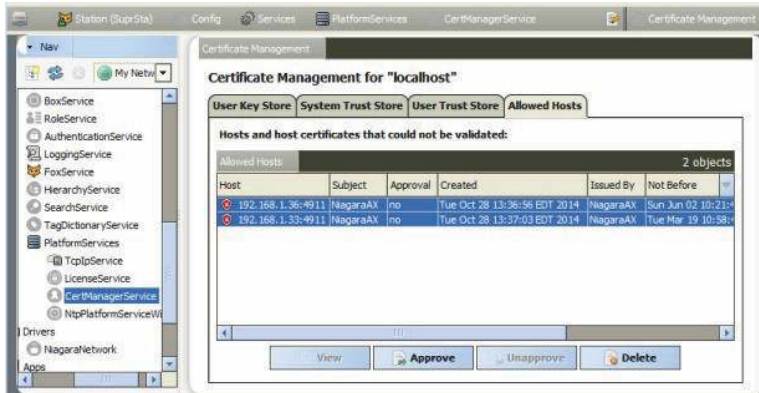 Station (SuprSta) Config Services PlatformServices CertManagerService Certificate Management
Nav
My Netw
BoxService
RoleService
AuthenticationService
LoggingService
FoxService
HierarchyService
SearchService
TagDictionaryService
PlatformServices
TcpIpService
LicenseService
CertManagerService
NtpPlatformServiceWi
Drivers
NiagaraNetwork
Apps
Certificate Management
Certificate Management for "localhost"
User Key Store System Trust Store User Trust Store Allowed Hosts
Hosts and host certificates that could not be validated:
Allowed Hosts 2 objects
Host Subject Approval Created Issued By Not Before
192.168.1.36:4911 NiagaraAX no Tue Oct 28 13:36:56 EDT 2014 NiagaraAX Sun Jun 02 10:21:
192.168.1.33:4911 NiagaraAX no Tue Oct 28 13:37:03 EDT 2014 NiagaraAX Tue Mar 19 10:58:
View Approve Unapprove Delete